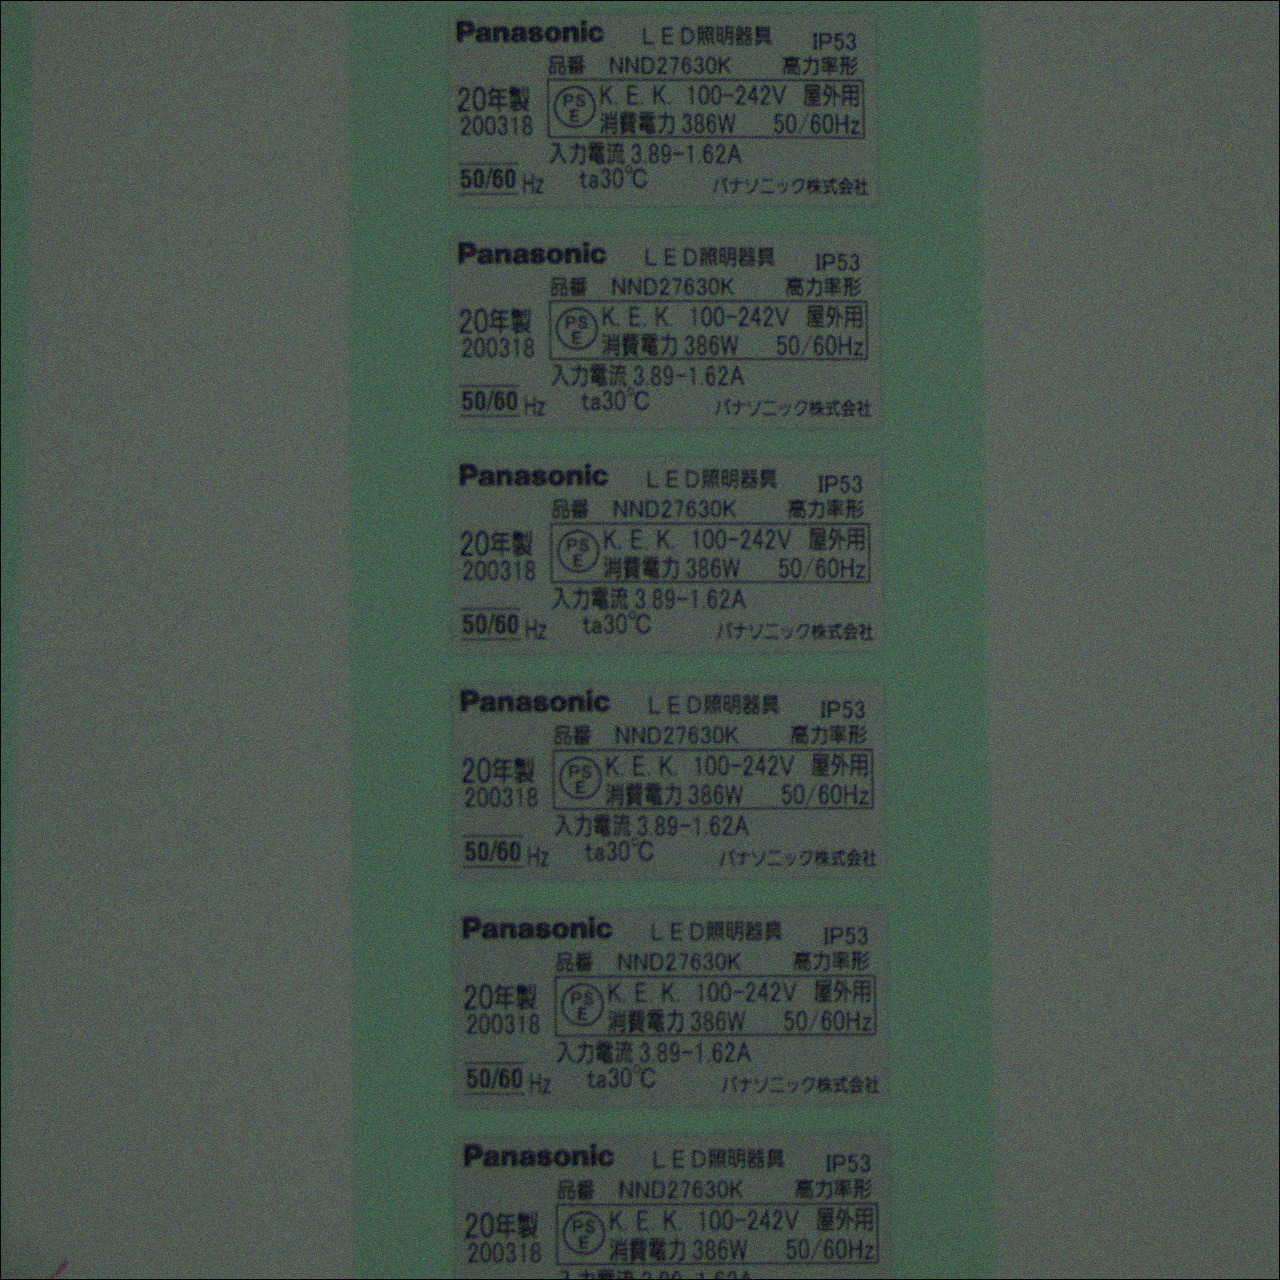 Panasonic LED照明器具 IP53
品番 NND27630K 高力率形
20年製 PSE K. E. K. 100-242V 屋外用
200318 消費電力 386W 50/60Hz
入力電流 3.89-1.62A
50/60 Hz ta30℃ パナソニック株式会社
Panasonic LED照明器具 IP53
品番 NND27630K 高力率形
20年製 PSE K. E. K. 100-242V 屋外用
200318 消費電力 386W 50/60Hz
入力電流 3.89-1.62A
50/60 Hz ta30℃ パナソニック株式会社
Panasonic LED照明器具 IP53
品番 NND27630K 高力率形
20年製 PSE K. E. K. 100-242V 屋外用
200318 消費電力 386W 50/60Hz
入力電流 3.89-1.62A
50/60 Hz ta30℃ パナソニック株式会社
Panasonic LED照明器具 IP53
品番 NND27630K 高力率形
20年製 PSE K. E. K. 100-242V 屋外用
200318 消費電力 386W 50/60Hz
入力電流 3.89-1.62A
50/60 Hz ta30℃ パナソニック株式会社
Panasonic LED照明器具 IP53
品番 NND27630K 高力率形
20年製 PSE K. E. K. 100-242V 屋外用
200318 消費電力 386W 50/60Hz
入力電流 3.89-1.62A
50/60 Hz ta30℃ パナソニック株式会社
Panasonic LED照明器具 IP53
品番 NND27630K 高力率形
20年製 PSE K. E. K. 100-242V 屋外用
200318 消費電力 386W 50/60Hz